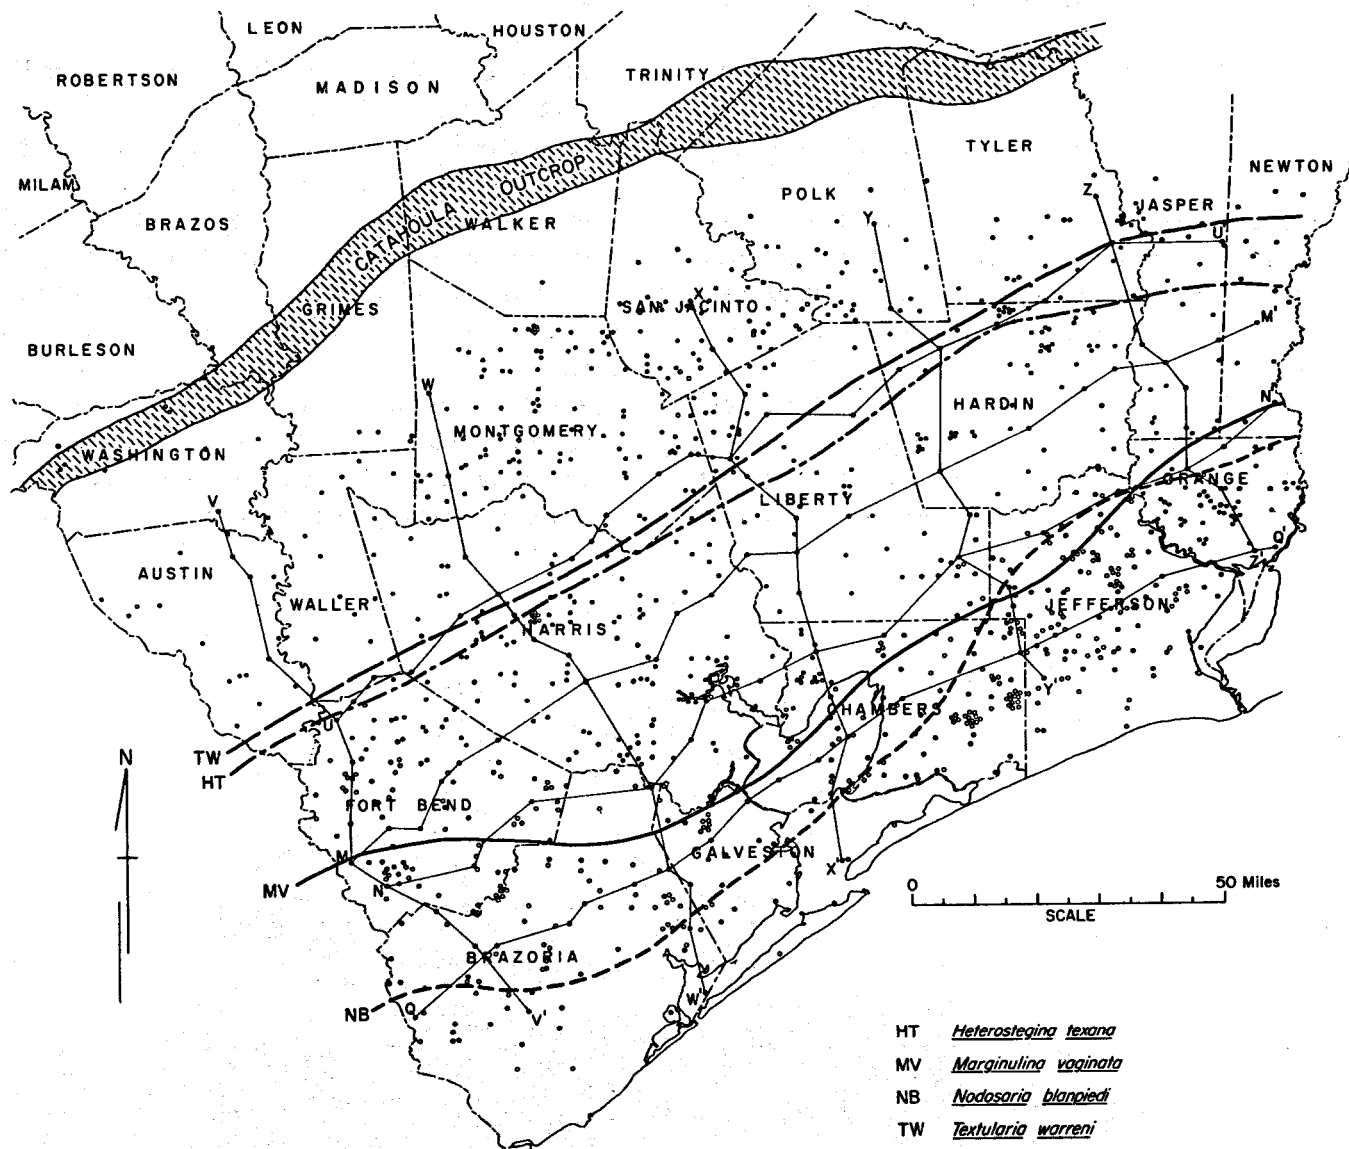 LEON
HOUSTON
ROBERTSON
MADISON
TRINITY
TYLER
NEWTON
MILAM
POLK
Z
JASPER
BRAZOS
CATAHOULA OUTCROP
WALKER
Y
U'
X
SAN JACINTO
GRIMES
M'
BURLESON
W
HARDIN
N'
MONTGOMERY
WASHINGTON
ORANGE
V
LIBERTY
Q'
Z'
AUSTIN
WALLER
JEFFERSON
HARRIS
Y'
CHAMBERS
U
TW
HT
N
FORT BEND
M
GALVESTON
X'
MV
N
0 50 Miles
SCALE
BRAZORIA
NB
Q
V'
W'
HT Heterostegina texana
MV Marginulina vaginata
NB Nodosaria blanpiedi
TW Textularia warreni